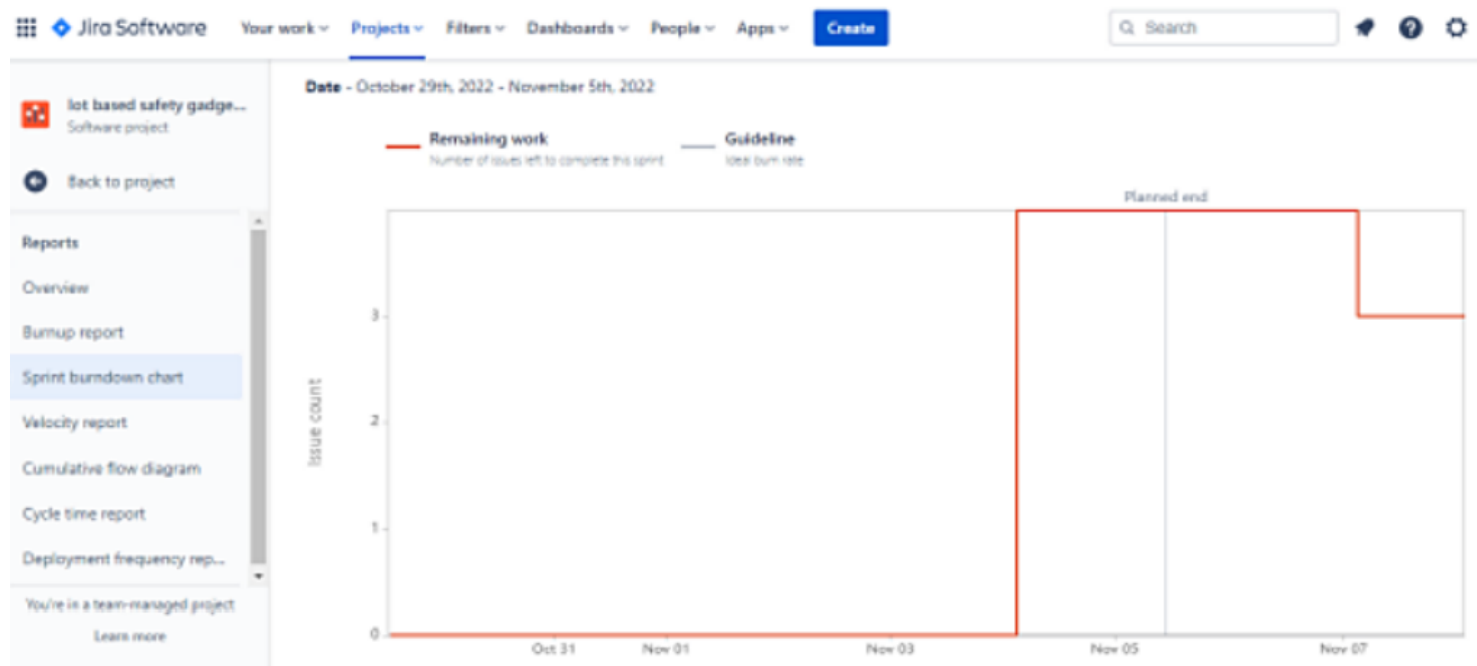 Jira Software Your work Projects Filters Dashboards People Apps Create Search
Iot based safety gadge...
Software project
Back to project
Reports
Overview
Burnup report
Sprint burndown chart
Velocity report
Cumulative flow diagram
Cycle time report
Deployment frequency rep...
You're in a team-managed project
Learn more
Date - October 29th, 2022 - November 5th, 2022
Remaining work
Number of issues left to complete this sprint
Guideline
Ideal burn rate
Planned end
Issue count
3
2
1
0
Oct 31 Nov 01 Nov 03 Nov 05 Nov 07